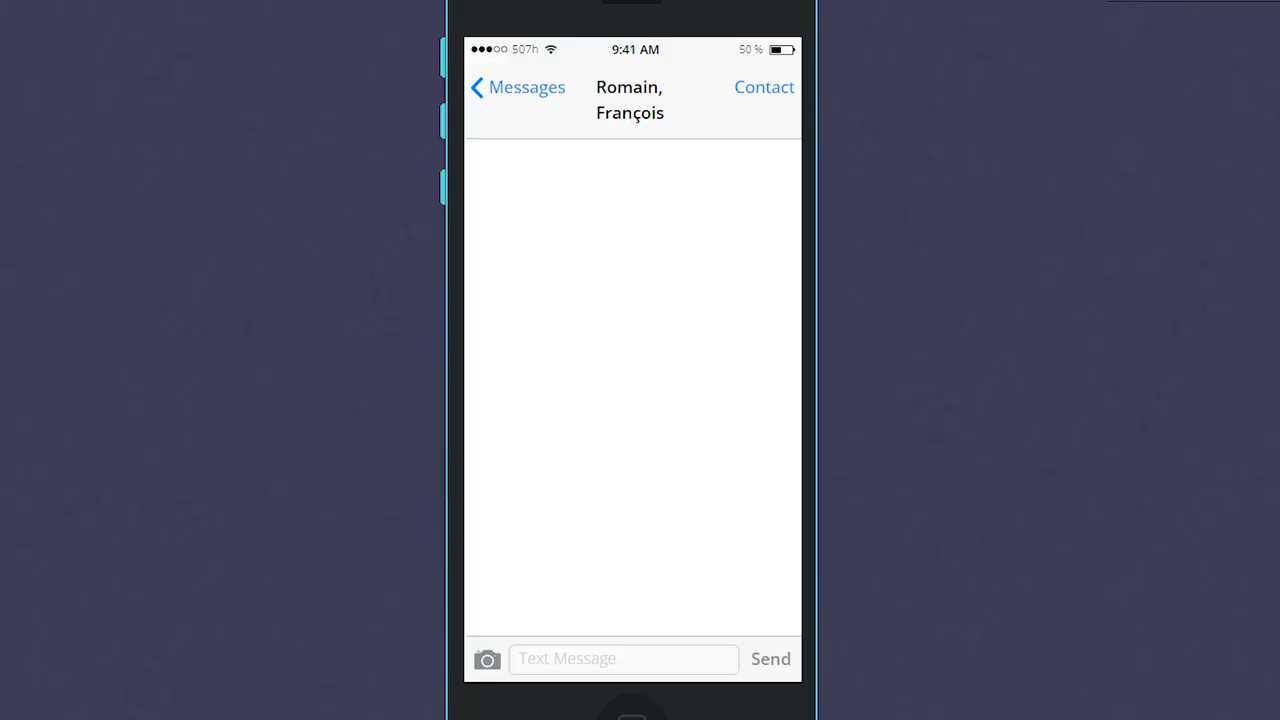 507h 9:41 AM 50 %
Messages Romain, Contact
François
Text Message Send